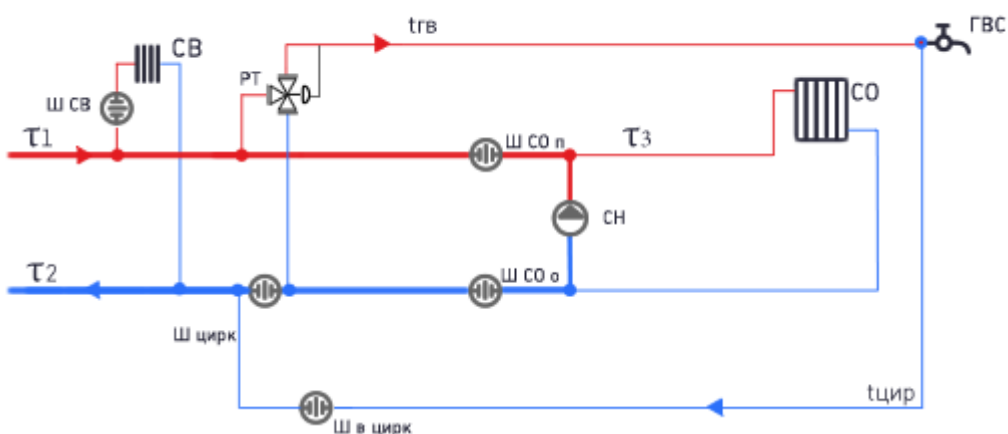 tгв
ГВС
СВ
РТ
СО
Ш СВ
τ1
Ш СО п
τ3
СН
τ2
Ш СО о
Ш цирк
tцир
Ш в цирк